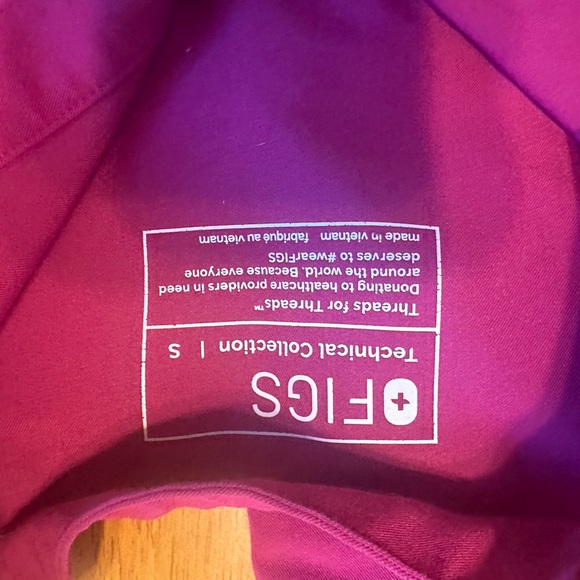 FIGS
Technical Collection | S
Threads for Threads™
Donating to healthcare providers in need
around the world. Because everyone
deserves to #wearFIGS
made in vietnam fabriqué au vietnam